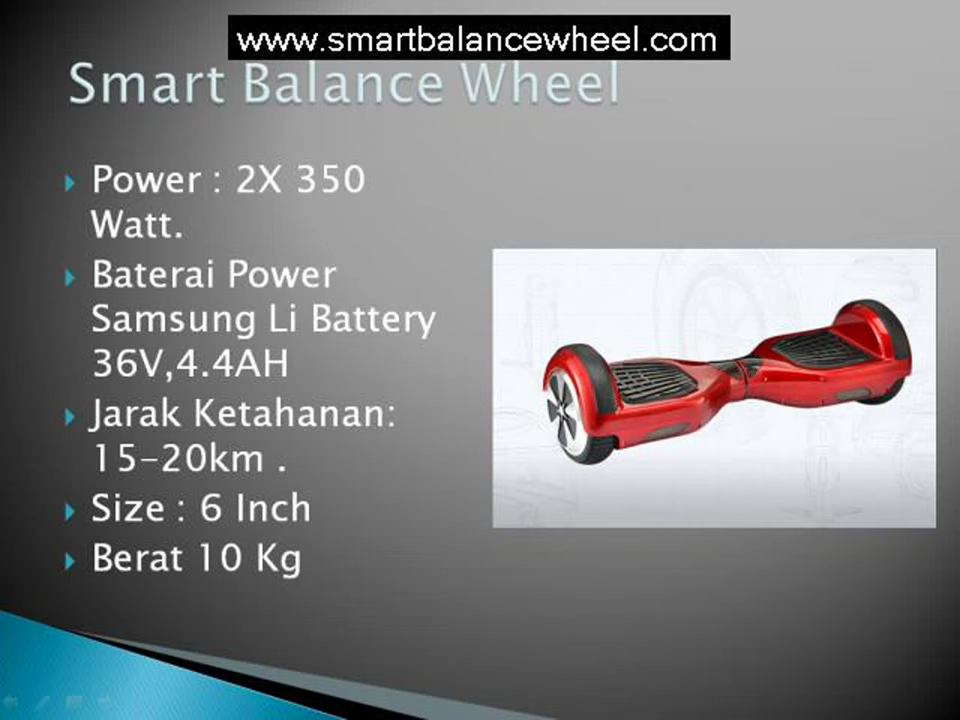 www.smartbalancewheel.com
Smart Balance Wheel
Power : 2X 350
Watt.
Baterai Power
Samsung Li Battery
36V,4.4AH
Jarak Ketahanan:
15-20km .
Size : 6 Inch
Berat 10 Kg